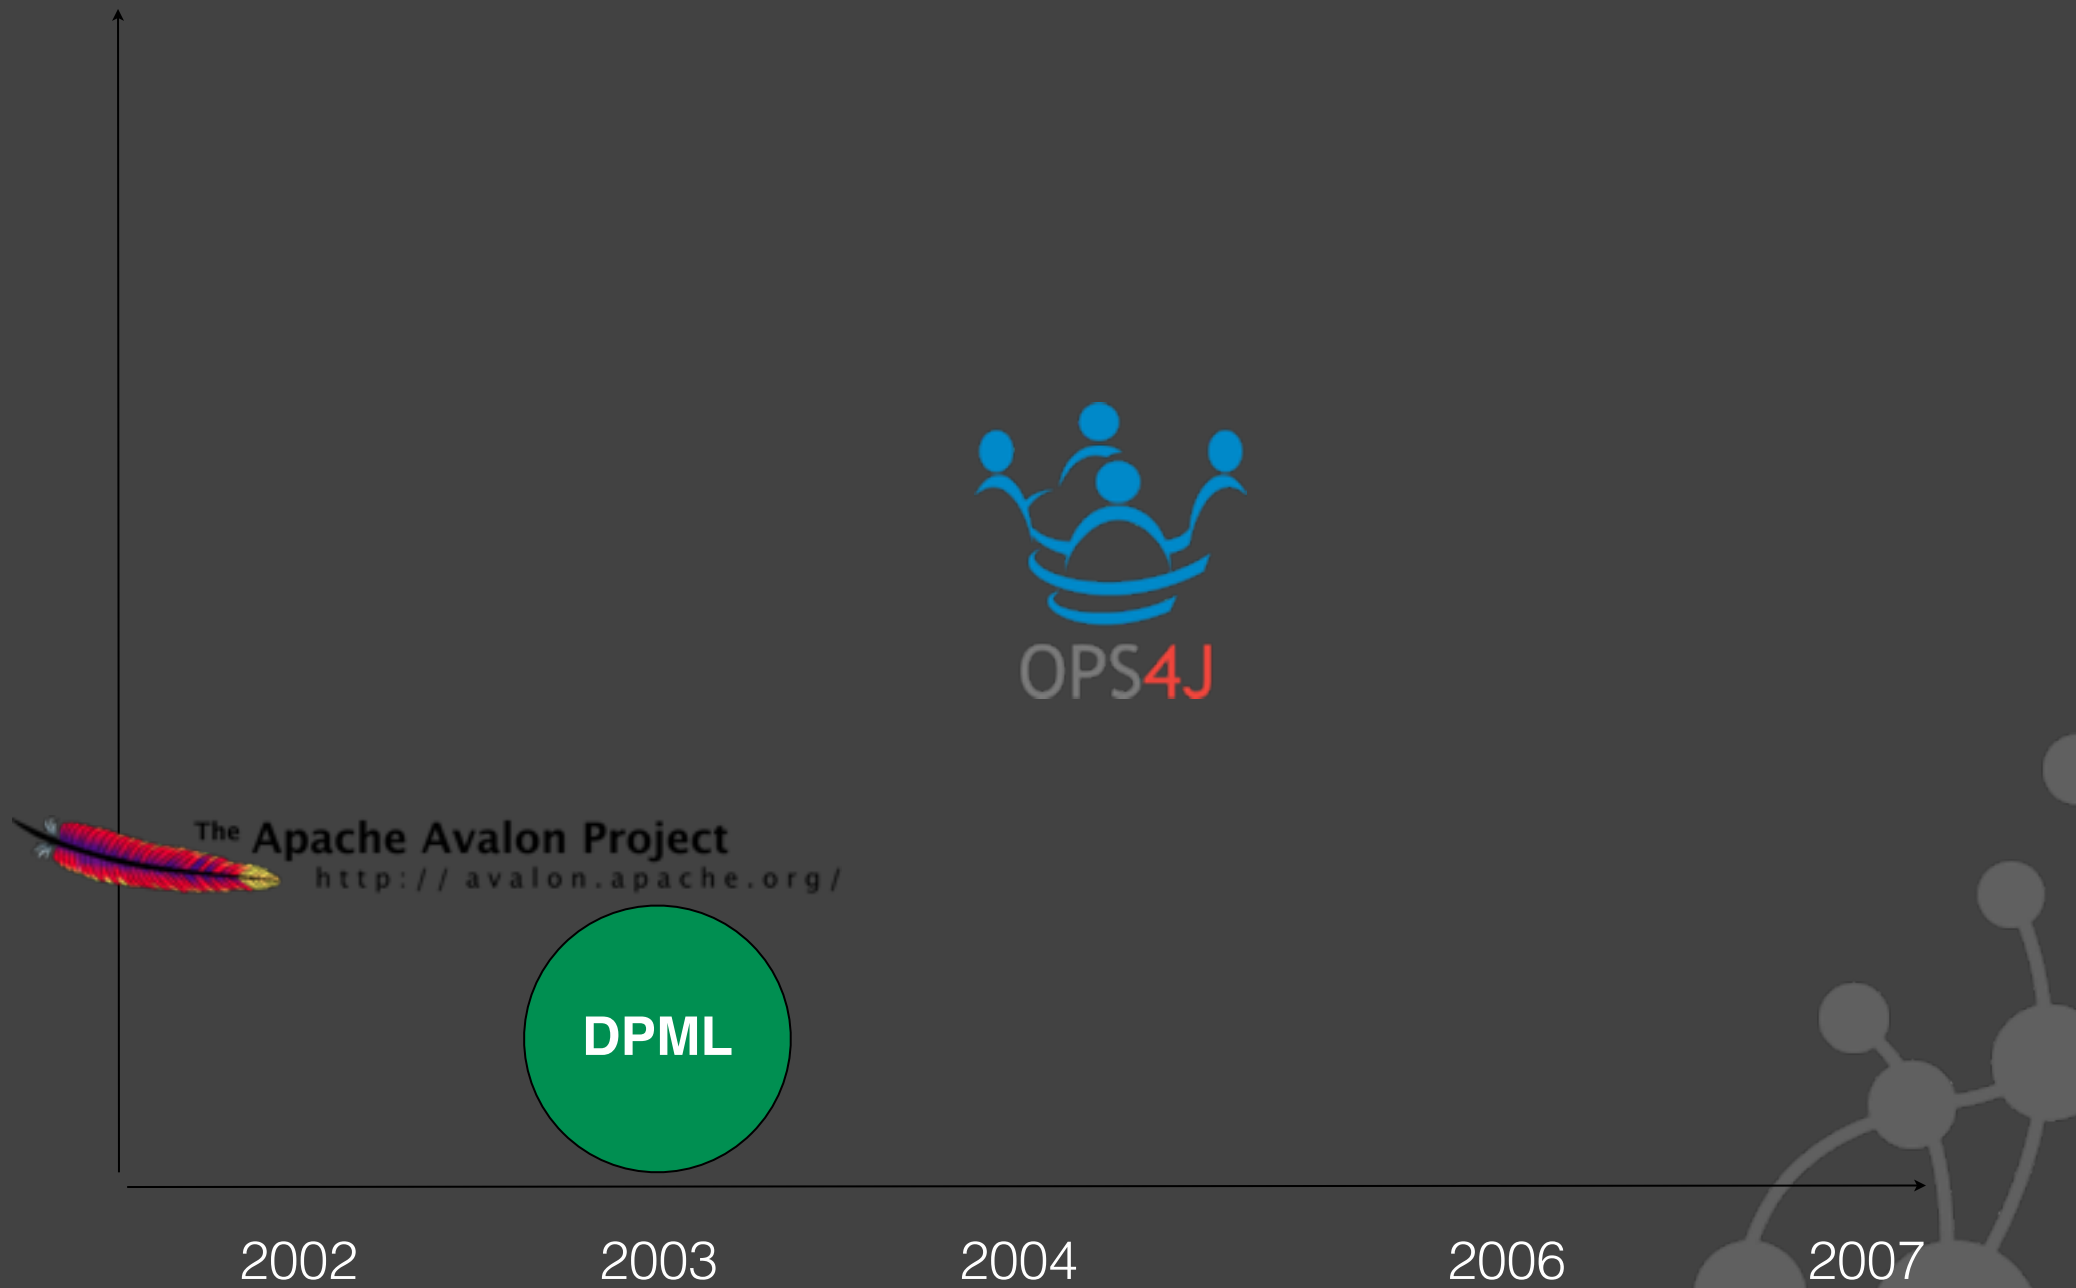 OPS4J
The Apache Avalon Project
http://avalon.apache.org/
DPML
2002 2003 2004 2006 2007